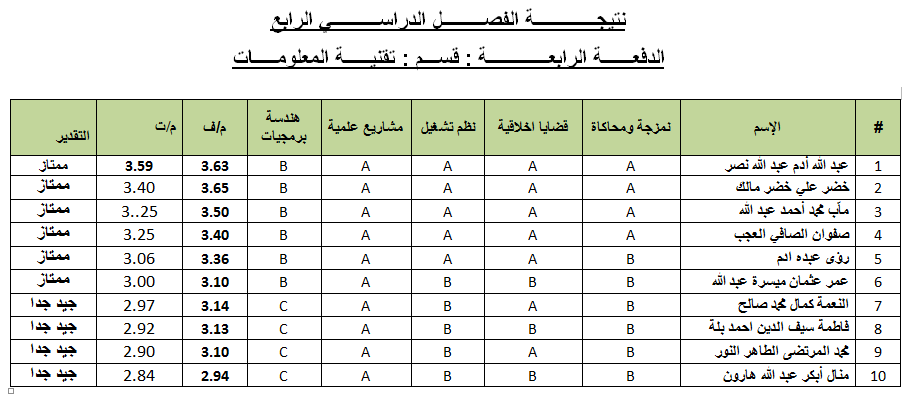 نتيجـــــة الفصـــــل الدراســـــي الرابع
الدفعـــة الرابعـــــة : قســـم : تقنيـــة المعلومـــات
# الإسم نمزجة ومحاكاة قضايا اخلاقية نظم تشغيل مشاريع علمية هندسة برمجيات م/ف م/ت التقدير
1 عبد الله أدم عبد الله نصر A A A A B 3.63 3.59 ممتاز
2 خضر علي خضر مالك A A A A B 3.65 3.40 ممتاز
3 مآب محمد أحمد عبد الله A A A A B 3.50 3..25 ممتاز
4 صفوان الصافي العجب A A A A B 3.40 3.25 ممتاز
5 رؤى عبده ادم B A A A B 3.36 3.06 ممتاز
6 عمر عثمان ميسرة عبد الله B B B A B 3.10 3.00 ممتاز
7 النعمة كمال محمد صالح B A B A C 3.14 2.97 جيد جدا
8 فاطمة سيف الدين احمد بلة B B B A C 3.13 2.92 جيد جدا
9 محمد المرتضى الطاهر النور B A B A C 3.10 2.90 جيد جدا
10 منال أبكر عبد الله هارون B B B A C 2.94 2.84 جيد جدا